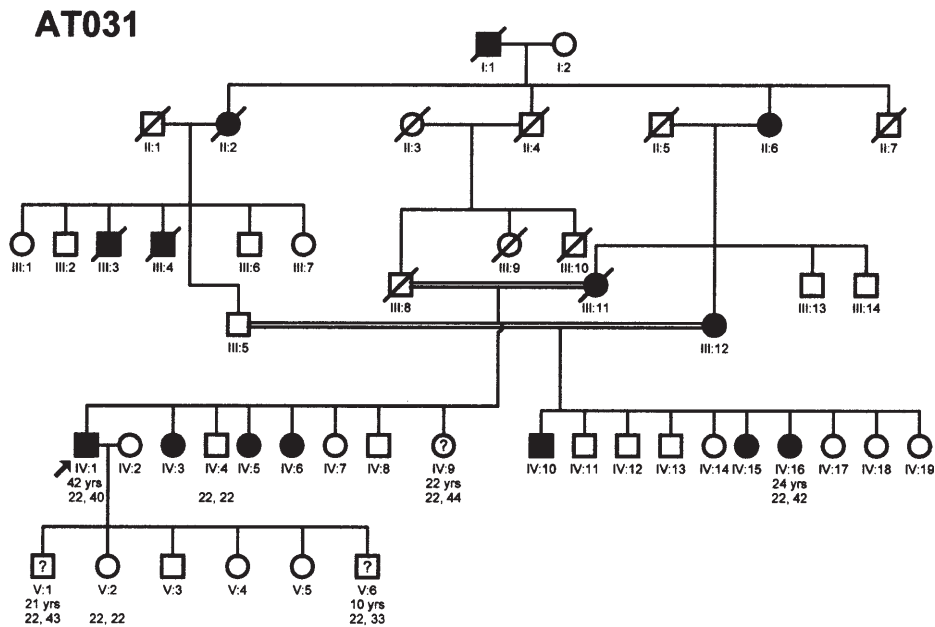 AT031
I:1 I:2
II:1 II:2 II:3 II:4 II:5 II:6 II:7
III:1 III:2 III:3 III:4 III:6 III:7 III:9 III:10
III:8 III:11 III:13 III:14
III:5 III:12
? 
IV:1 IV:2 IV:3 IV:4 IV:5 IV:6 IV:7 IV:8 IV:9 IV:10 IV:11 IV:12 IV:13 IV:14 IV:15 IV:16 IV:17 IV:18 IV:19
42 yrs 22 yrs 24 yrs
22, 40 22, 22 22, 44 22, 42
? ?
V:1 V:2 V:3 V:4 V:5 V:6
21 yrs 10 yrs
22, 43 22, 22 22, 33